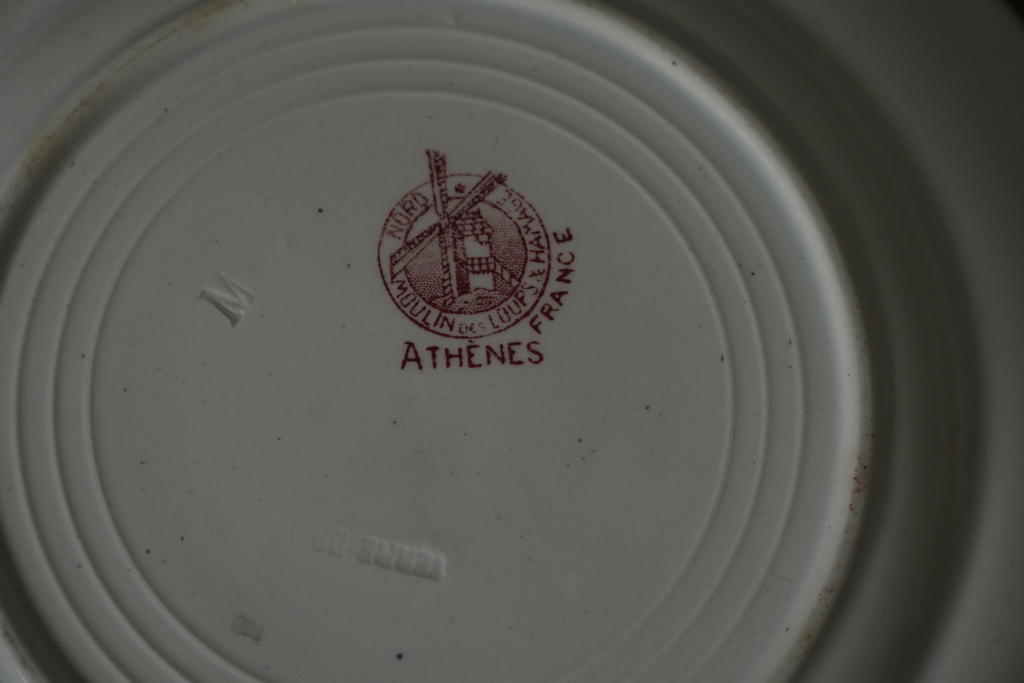 NORD
MOULIN DES LOUPS & HAMAGE
FRANCE
ATHÈNES
M